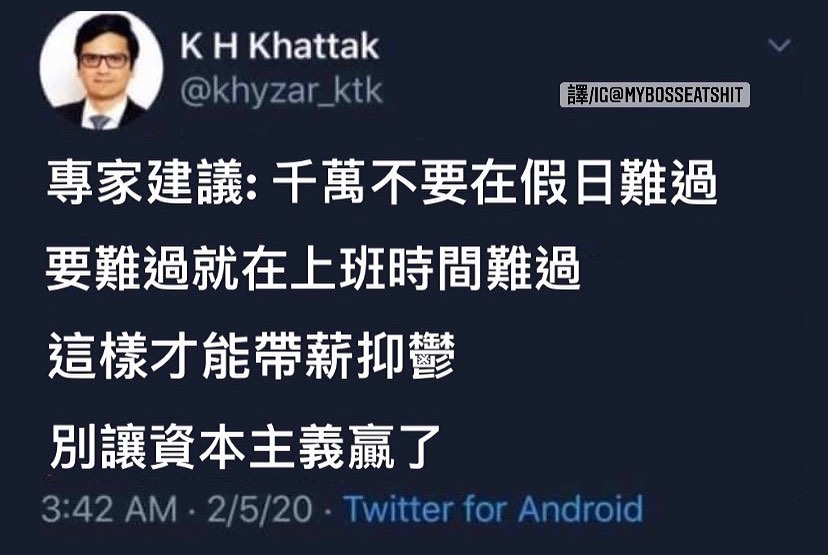 K H Khattak
@khyzar_ktk
譯/IG@MYBOSSEATSHIT
專家建議: 千萬不要在假日難過
要難過就在上班時間難過
這樣才能帶薪抑鬱
別讓資本主義贏了
3:42 AM · 2/5/20 · Twitter for Android